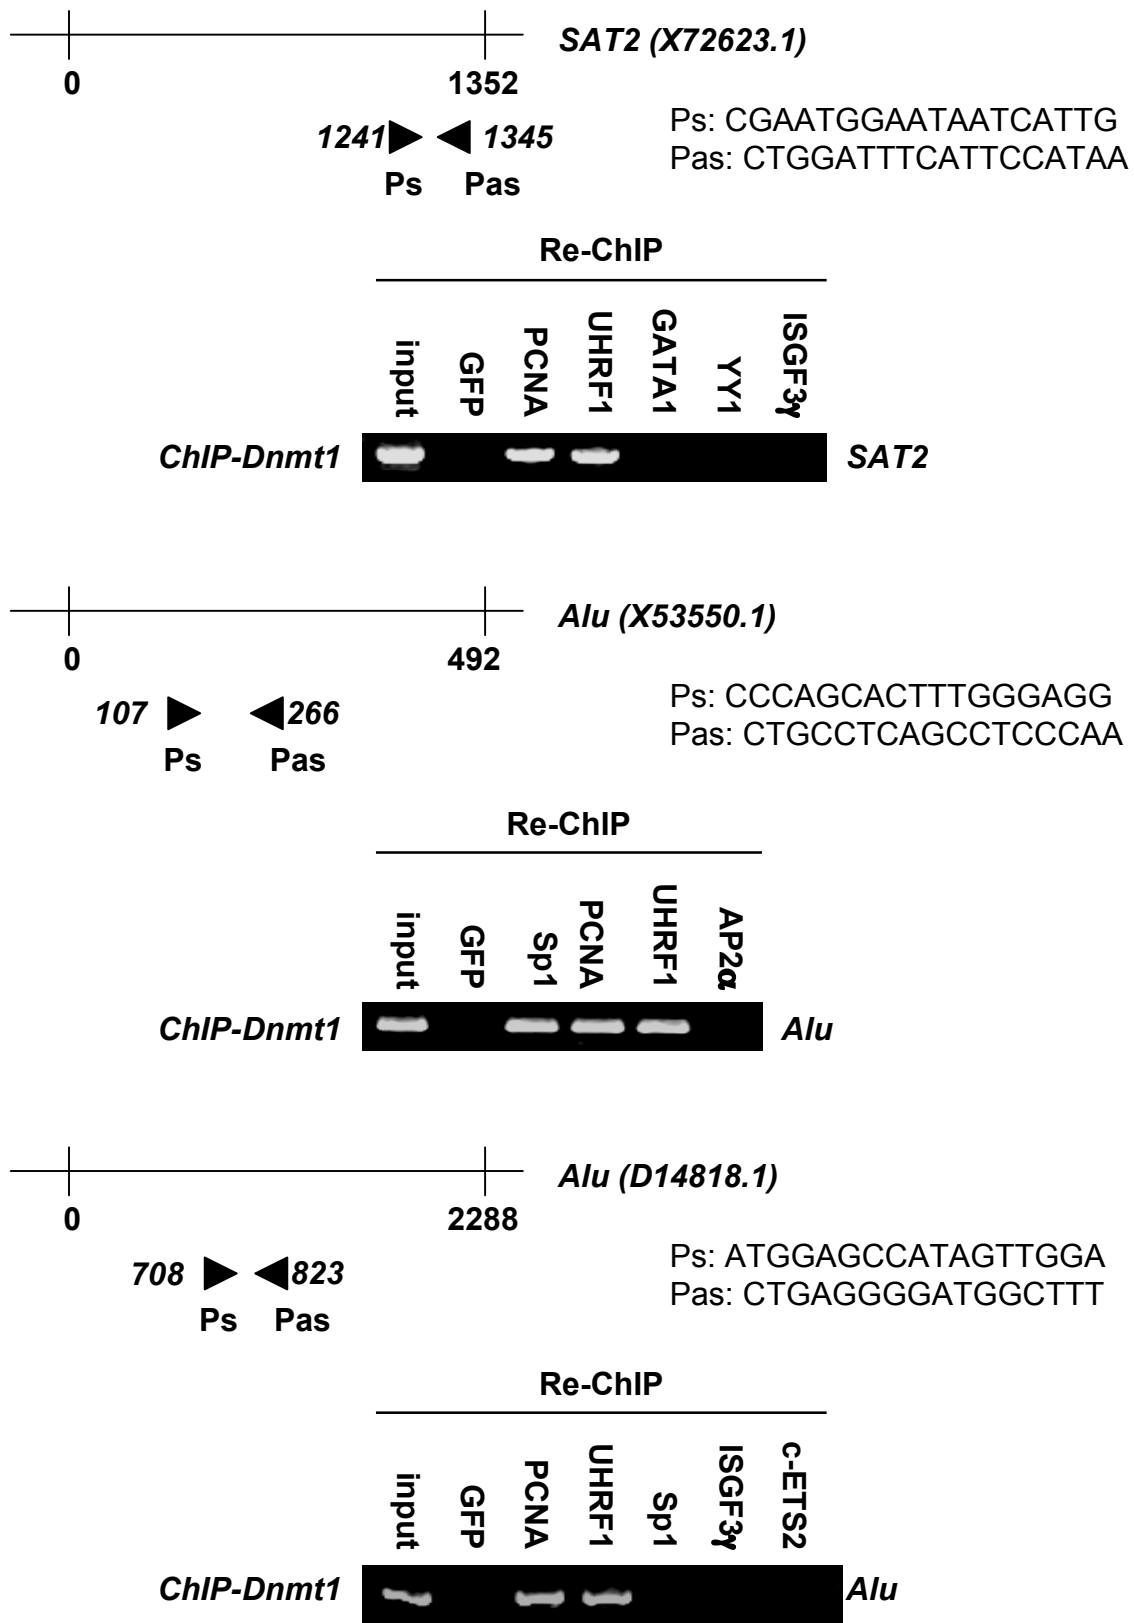 SAT2 (X72623.1)
0
1352
1241
1345
Ps
Pas
Ps: CGAATGGAATAATCATTG
Pas: CTGGATTTCATTCCATAA
Re-ChIP
input
GFP
PCNA
UHRF1
GATA1
YY1
ISGF3γ
ChIP-Dnmt1
SAT2
Alu (X53550.1)
0
492
107
266
Ps
Pas
Ps: CCCAGCACTTTGGGAGG
Pas: CTGCCTCAGCCTCCCAA
Re-ChIP
input
GFP
Sp1
PCNA
UHRF1
AP2α
ChIP-Dnmt1
Alu
Alu (D14818.1)
0
2288
708
823
Ps
Pas
Ps: ATGGAGCCATAGTTGGA
Pas: CTGAGGGGATGGCTTT
Re-ChIP
input
GFP
PCNA
UHRF1
Sp1
ISGF3γ
c-ETS2
ChIP-Dnmt1
Alu